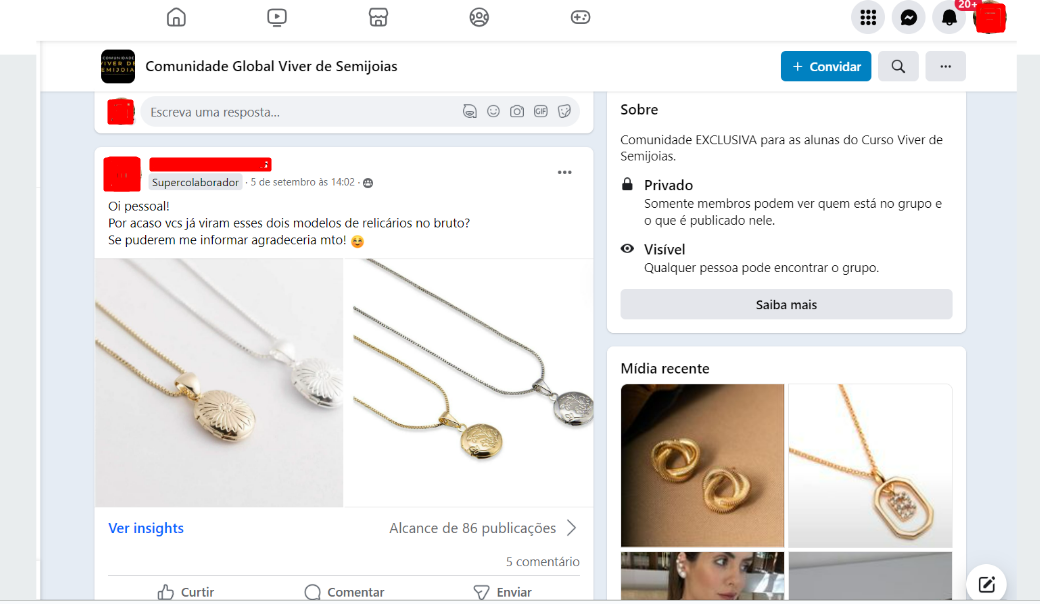 20+
COMUNIDADE
VIVER DE
SEMIJOIA
Comunidade Global Viver de Semijoias
+ Convidar
Escreva uma resposta...
GIF
Supercolaborador · 5 de setembro às 14:02 ·
Oi pessoal!
Por acaso vcs já viram esses dois modelos de relicários no bruto?
Se puderem me informar agradeceria mto! 😊
Ver insights
Alcance de 86 publicações
5 comentário
Curtir
Comentar
Enviar
Sobre
Comunidade EXCLUSIVA para as alunas do Curso Viver de
Semijoias.
Privado
Somente membros podem ver quem está no grupo e
o que é publicado nele.
Visível
Qualquer pessoa pode encontrar o grupo.
Saiba mais
Mídia recente